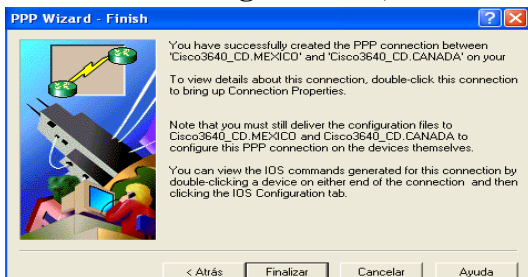 PPP Wizard - Finish
You have successfully created the PPP connection between
'Cisco3640_CD.MEXICO' and 'Cisco3640_CD.CANADA' on your
To view details about this connection, double-click this connection
to bring up Connection Properties.
Note that you must still deliver the configuration files to
Cisco3640_CD.MEXICO and Cisco3640_CD.CANADA to
configure this PPP connection on the devices themselves.
You can view the IOS commands generated for this connection by
double-clicking a device on either end of the connection and then
clicking the IOS Configuration tab.
< Atrás Finalizar Cancelar Ayuda